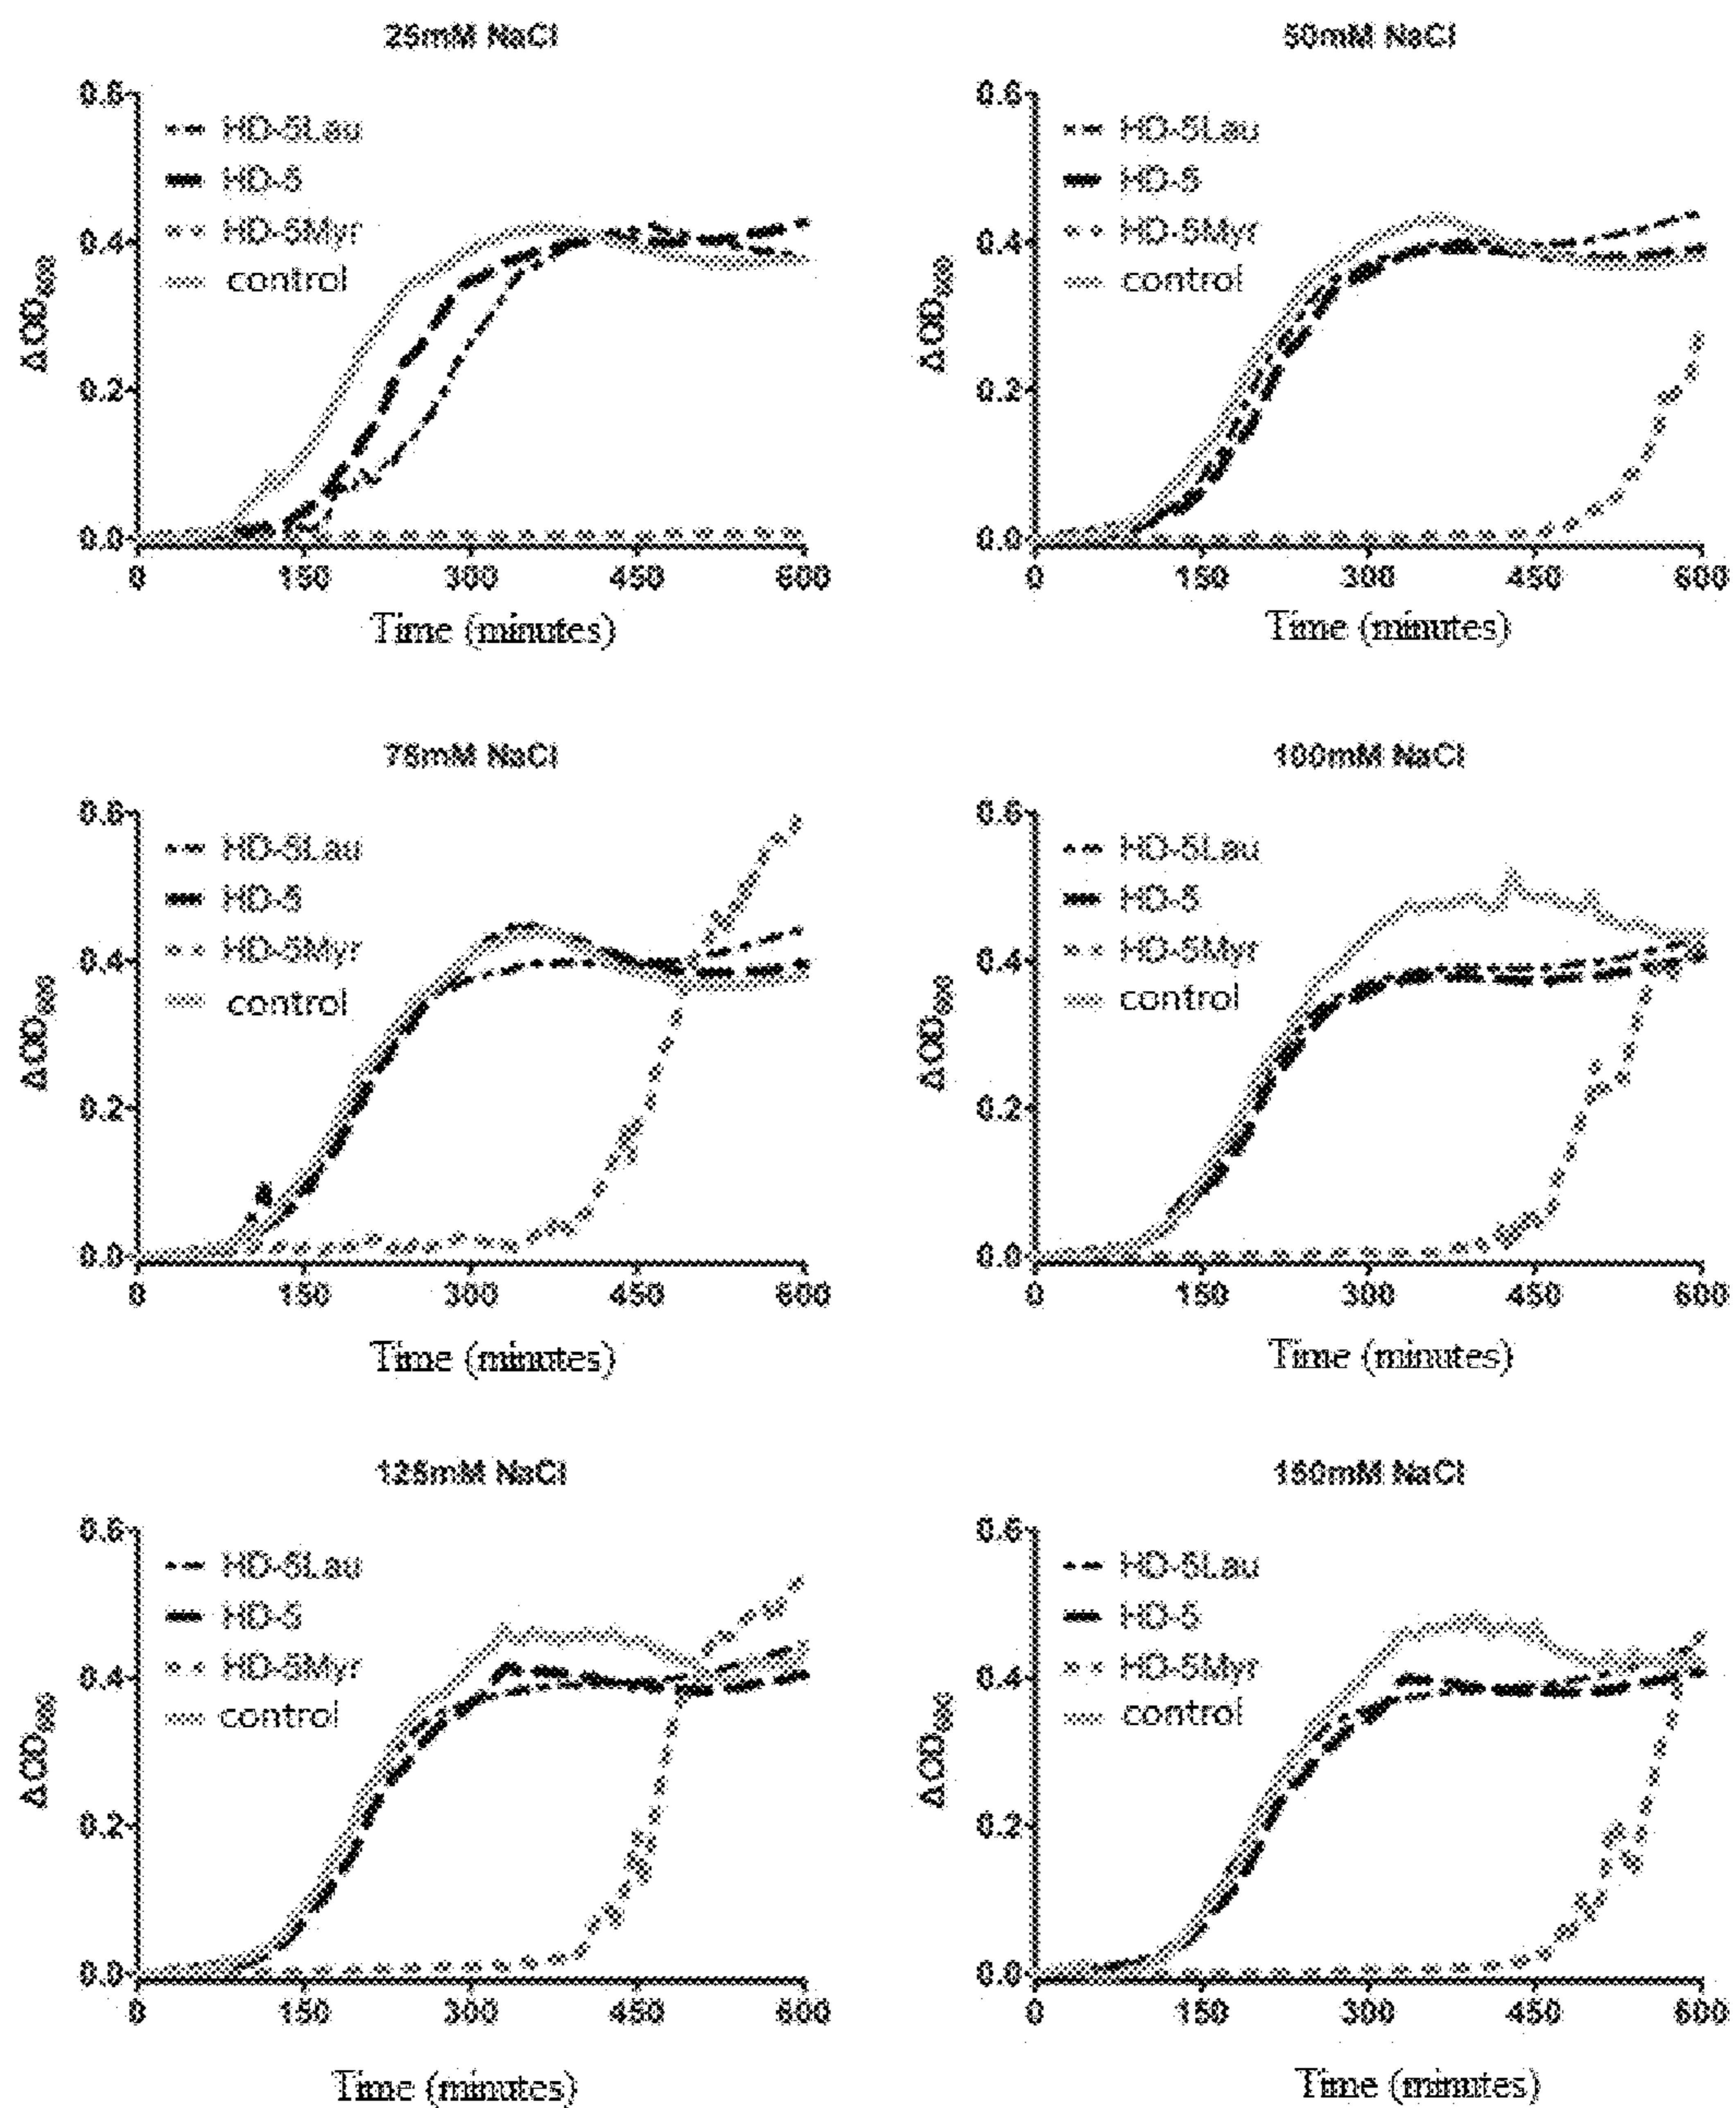 25mM NaCl
0.6
HD-5Lau
HD-5
HD-5Myr
control
0.4
0.2
0.0
ΔOD
0 150 300 450 600
Time (minutes)
50mM NaCl
0.6
HD-5Lau
HD-5
HD-5Myr
control
0.4
0.2
0.0
ΔOD
0 150 300 450 600
Time (minutes)
75mM NaCl
0.6
HD-5Lau
HD-5
HD-5Myr
control
0.4
0.2
0.0
ΔOD
0 150 300 450 600
Time (minutes)
100mM NaCl
0.6
HD-5Lau
HD-5
HD-5Myr
control
0.4
0.2
0.0
ΔOD
0 150 300 450 600
Time (minutes)
125mM NaCl
0.6
HD-5Lau
HD-5
HD-5Myr
control
0.4
0.2
0.0
ΔOD
0 150 300 450 600
Time (minutes)
150mM NaCl
0.6
HD-5Lau
HD-5
HD-5Myr
control
0.4
0.2
0.0
ΔOD
0 150 300 450 600
Time (minutes)